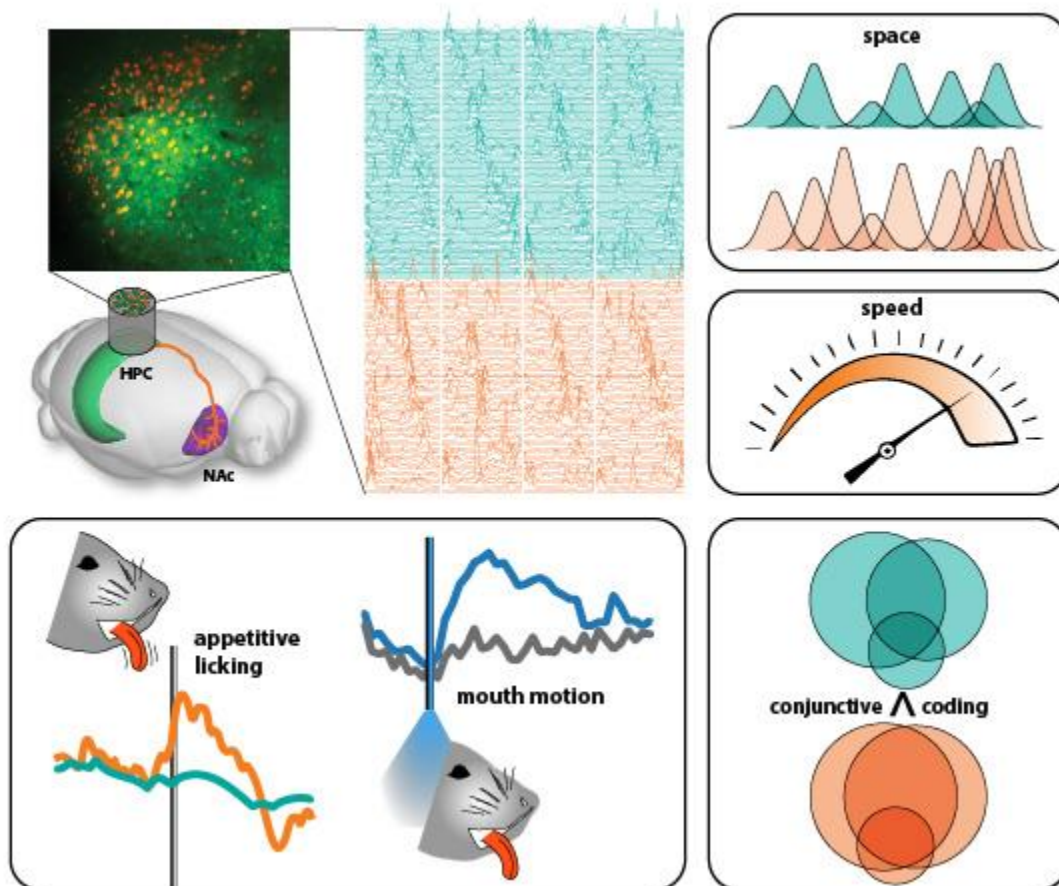 space
HPC
NAc
speed
appetitive
licking
mouth motion
conjunctive ∧ coding